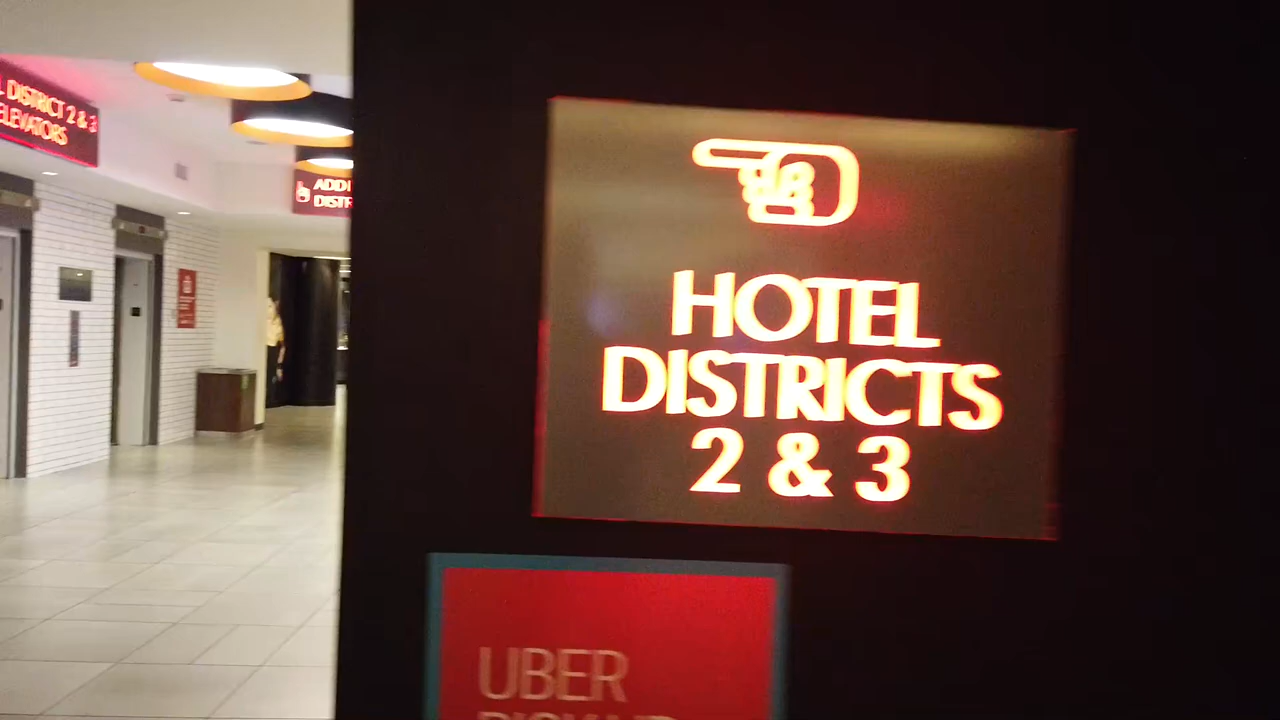 DISTRICT 2 & 3
ELEVATORS
HOTEL
DISTRICTS
2 & 3
UBER